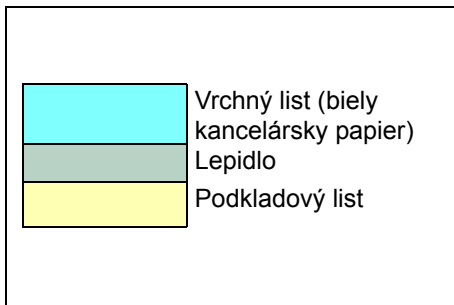 Vrchný list (biely
kancelársky papier)
Lepidlo
Podkladový list